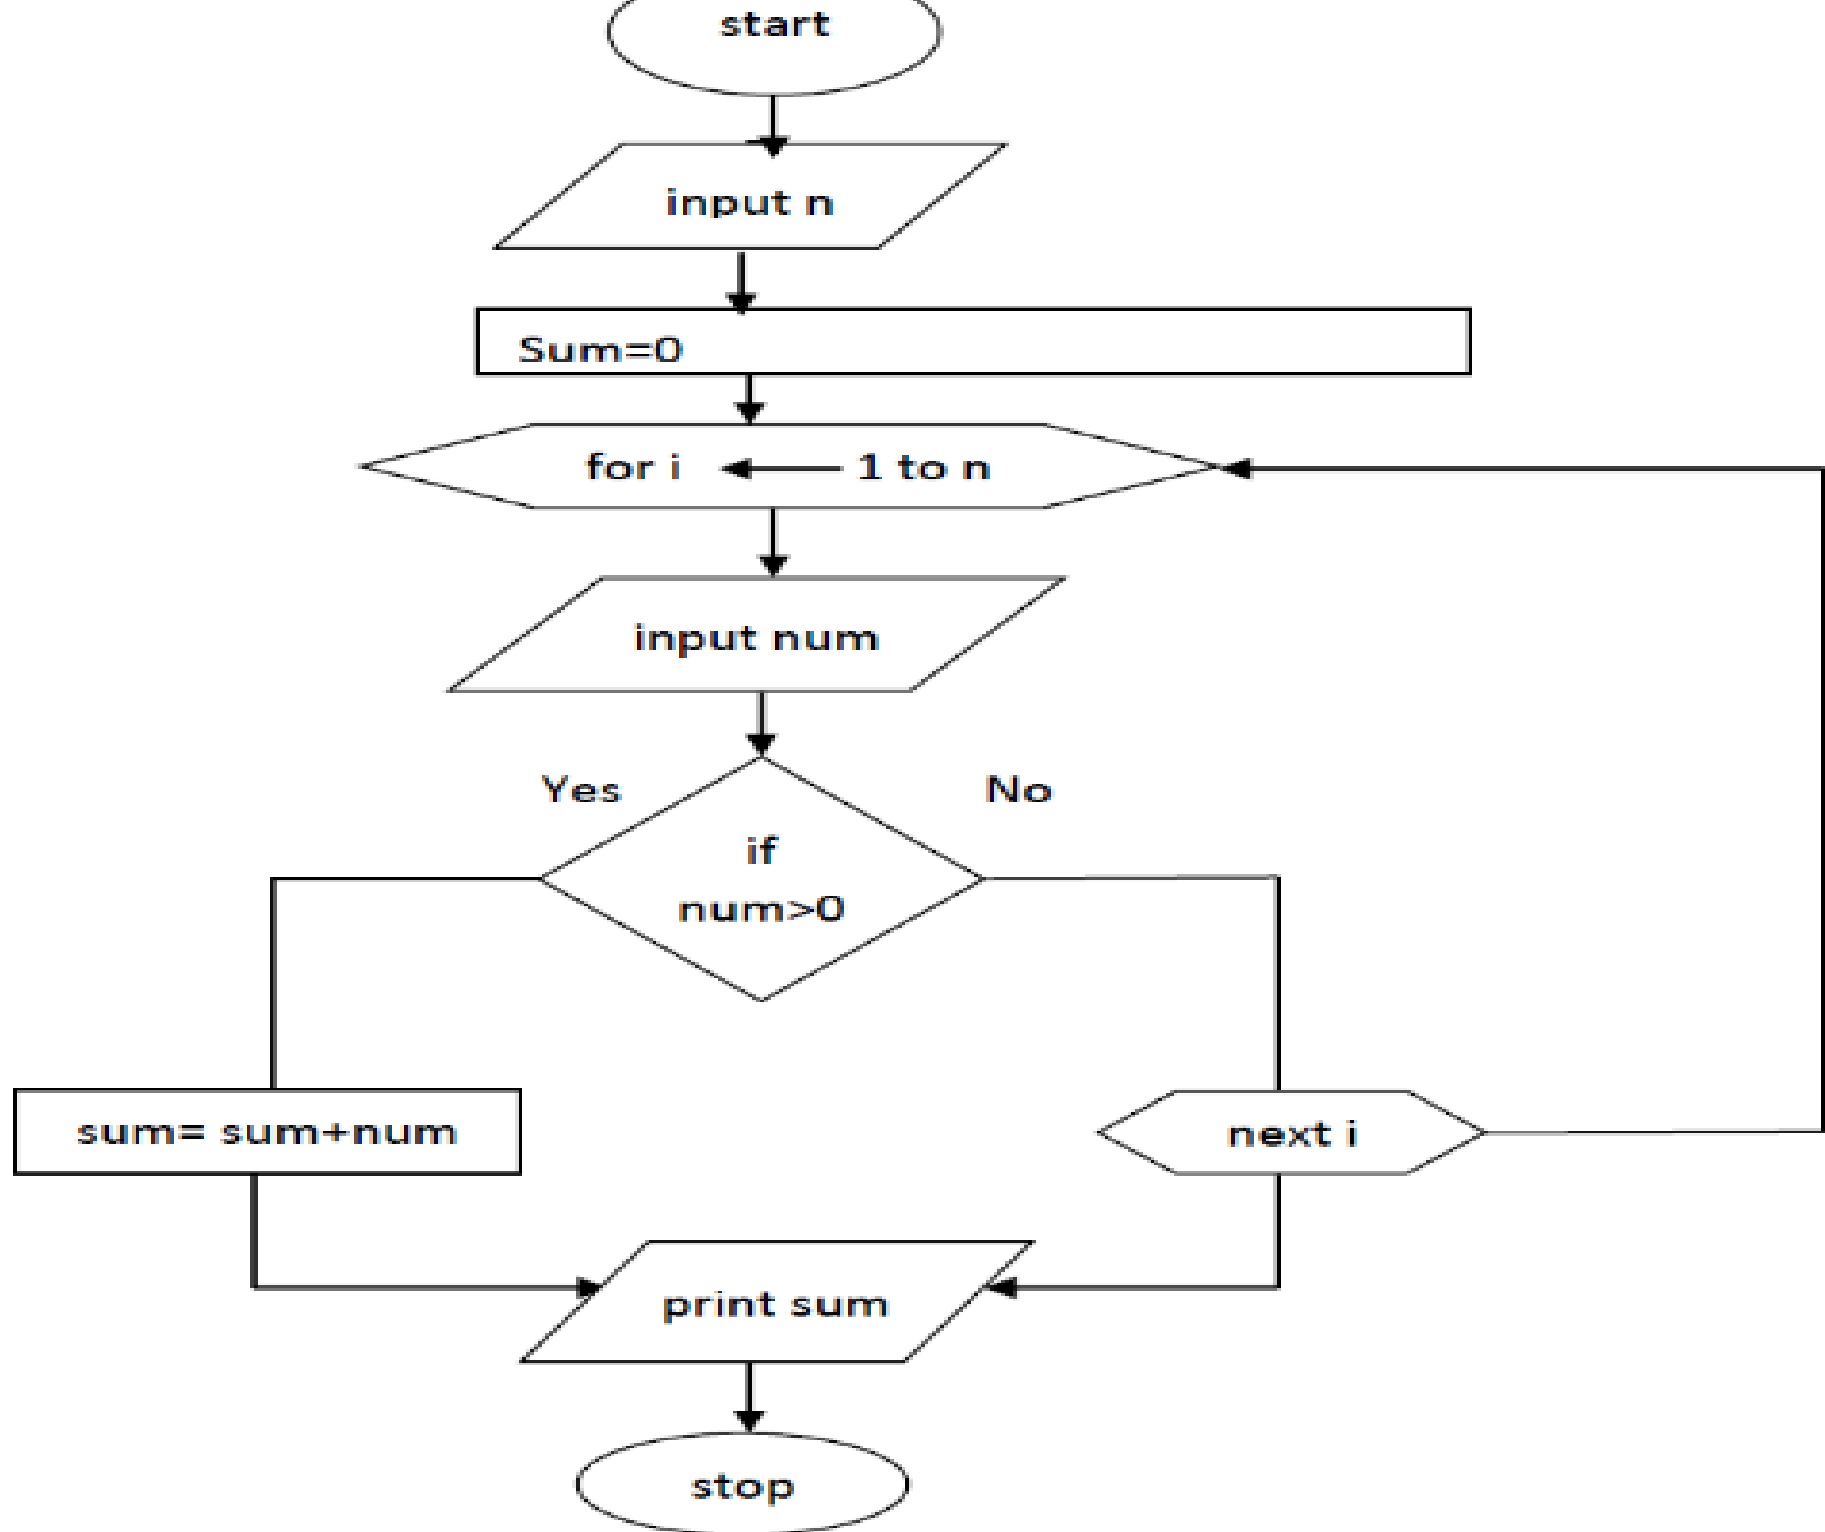 start
input n
Sum=0
for i ← 1 to n
input num
Yes
No
if
num>0
sum= sum+num
next i
print sum
stop